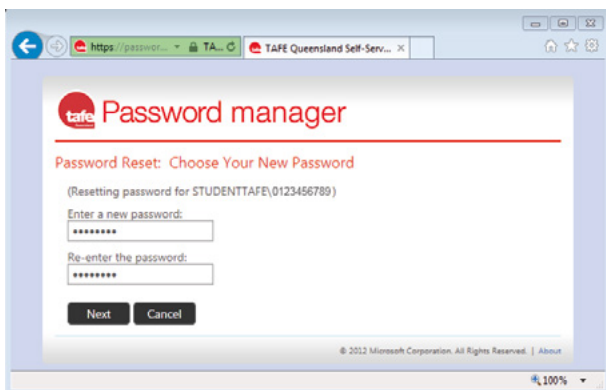 https://passwor... TA... TAFE Queensland Self-Serv...
tafe Password manager
Password Reset: Choose Your New Password
(Resetting password for STUDENTTAFE\0123456789)
Enter a new password:
••••••••
Re-enter the password:
••••••••
Next Cancel
© 2012 Microsoft Corporation. All Rights Reserved. | About
100%